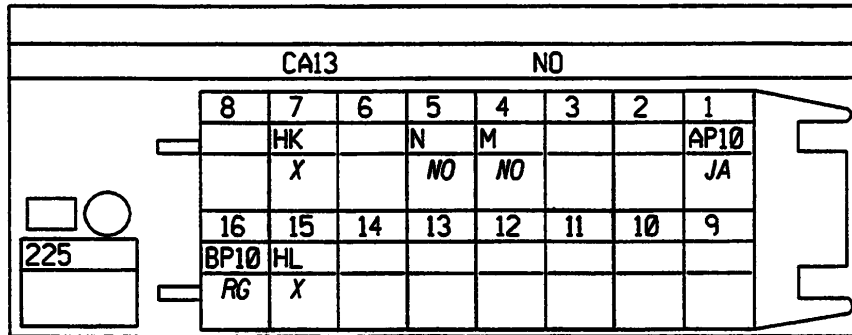 CA13 NO
8 7 6 5 4 3 2 1
HK N M AP10
X NO NO JA
16 15 14 13 12 11 10 9
225 BP10 HL
RG X